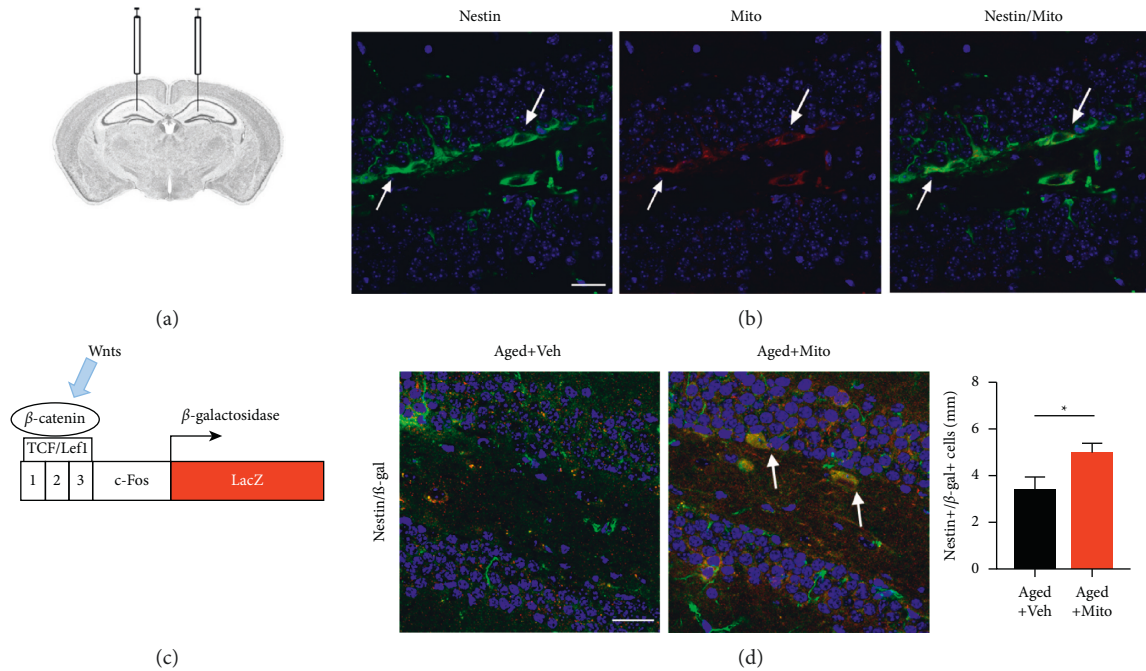 Nestin
Mito
Nestin/Mito
(a)
(b)
Wnts
β-catenin
TCF/Lef1
β-galactosidase
1
2
3
c-Fos
LacZ
(c)
Aged+Veh
Aged+Mito
Nestin/ß-gal
Nestin+/β-gal+ cells (mm)
8
6
4
2
0
*
Aged
+Veh
Aged
+Mito
(d)